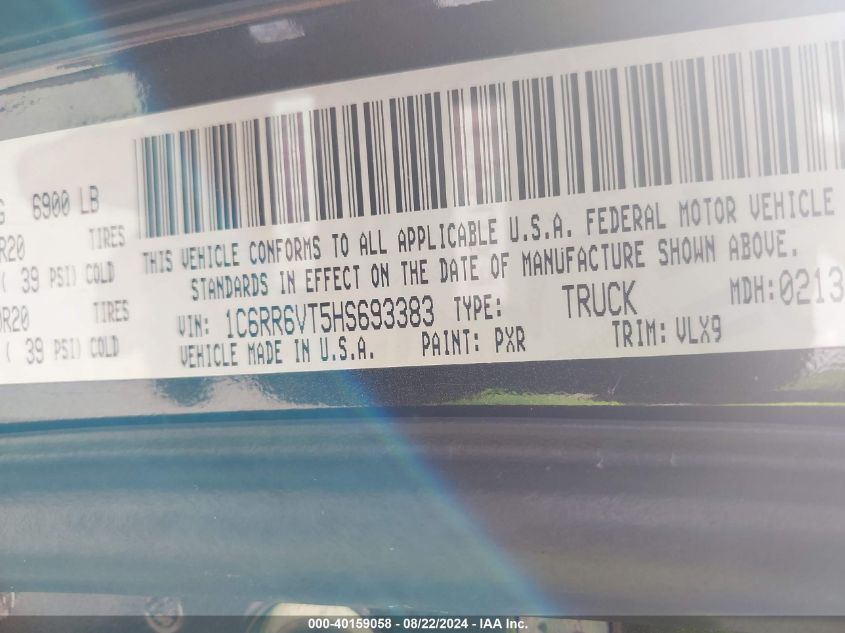 G 6900 LB
R20 TIRES
( 39 PSI) COLD
0R20 TIRES
( 39 PSI) COLD
THIS VEHICLE CONFORMS TO ALL APPLICABLE U.S.A. FEDERAL MOTOR VEHICLE
STANDARDS IN EFFECT ON THE DATE OF MANUFACTURE SHOWN ABOVE.
VIN: 1C6RR6VT5HS693383 TYPE: TRUCK MDH:0213
VEHICLE MADE IN U.S.A. PAINT: PXR TRIM: VLX9
000-40159058 - 08/22/2024 - IAA Inc.